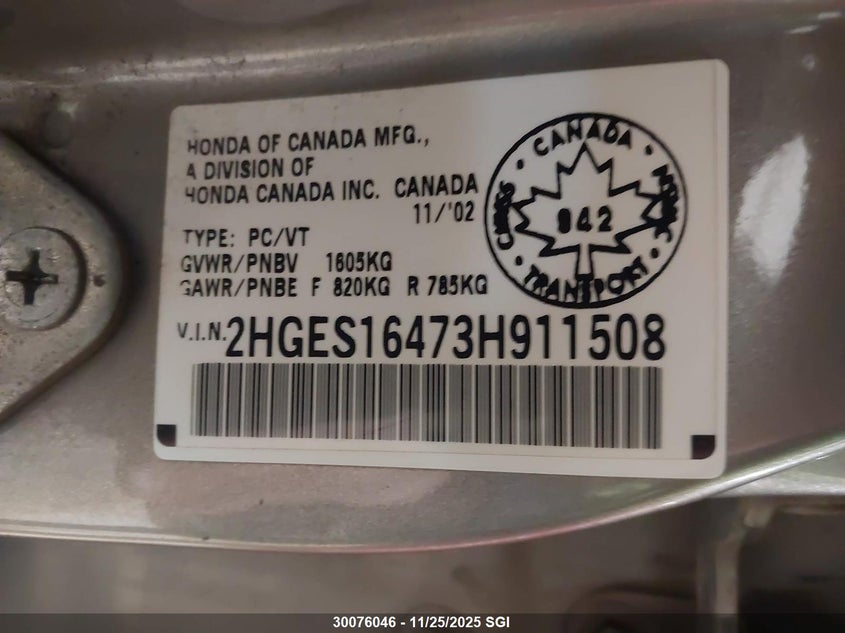 HONDA OF CANADA MFG.,
A DIVISION OF
HONDA CANADA INC. CANADA
11/'02
TYPE: PC/VT
GVWR/PNBV 1605KG
GAWR/PNBE F 820KG R 785KG
CANADA
TRANSPORT
842
V.I.N. 2HGES16473H911508
30076046 - 11/25/2025 SGI